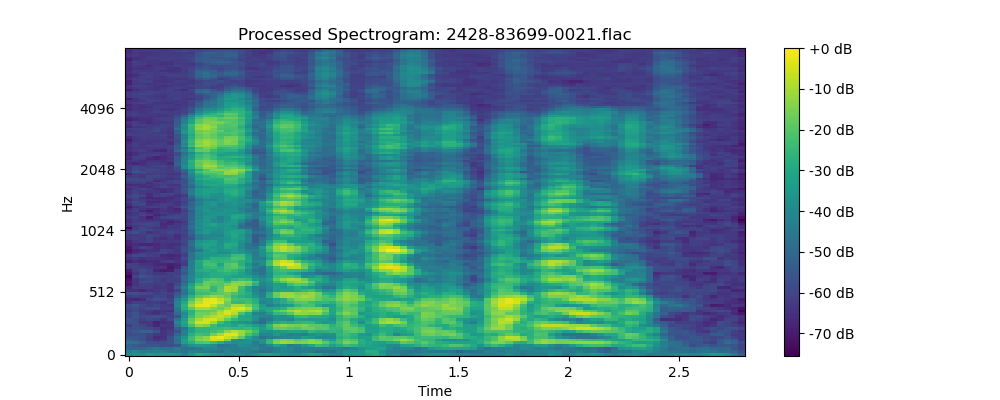 Processed Spectrogram: 2428-83699-0021.flac
Hz
4096
2048
1024
512
0
0
0.5
1
1.5
2
2.5
Time
+0 dB
-10 dB
-20 dB
-30 dB
-40 dB
-50 dB
-60 dB
-70 dB